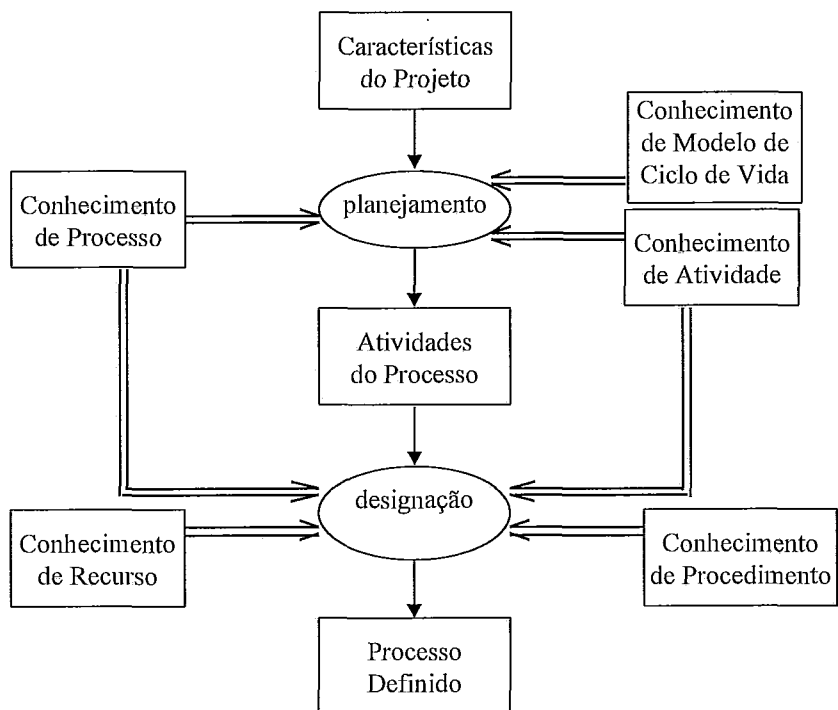 Características
do Projeto
Conhecimento
de Modelo de
Ciclo de Vida
Conhecimento
de Processo
planejamento
Conhecimento
de Atividade
Atividades
do Processo
designação
Conhecimento
de Recurso
Conhecimento
de Procedimento
Processo
Definido